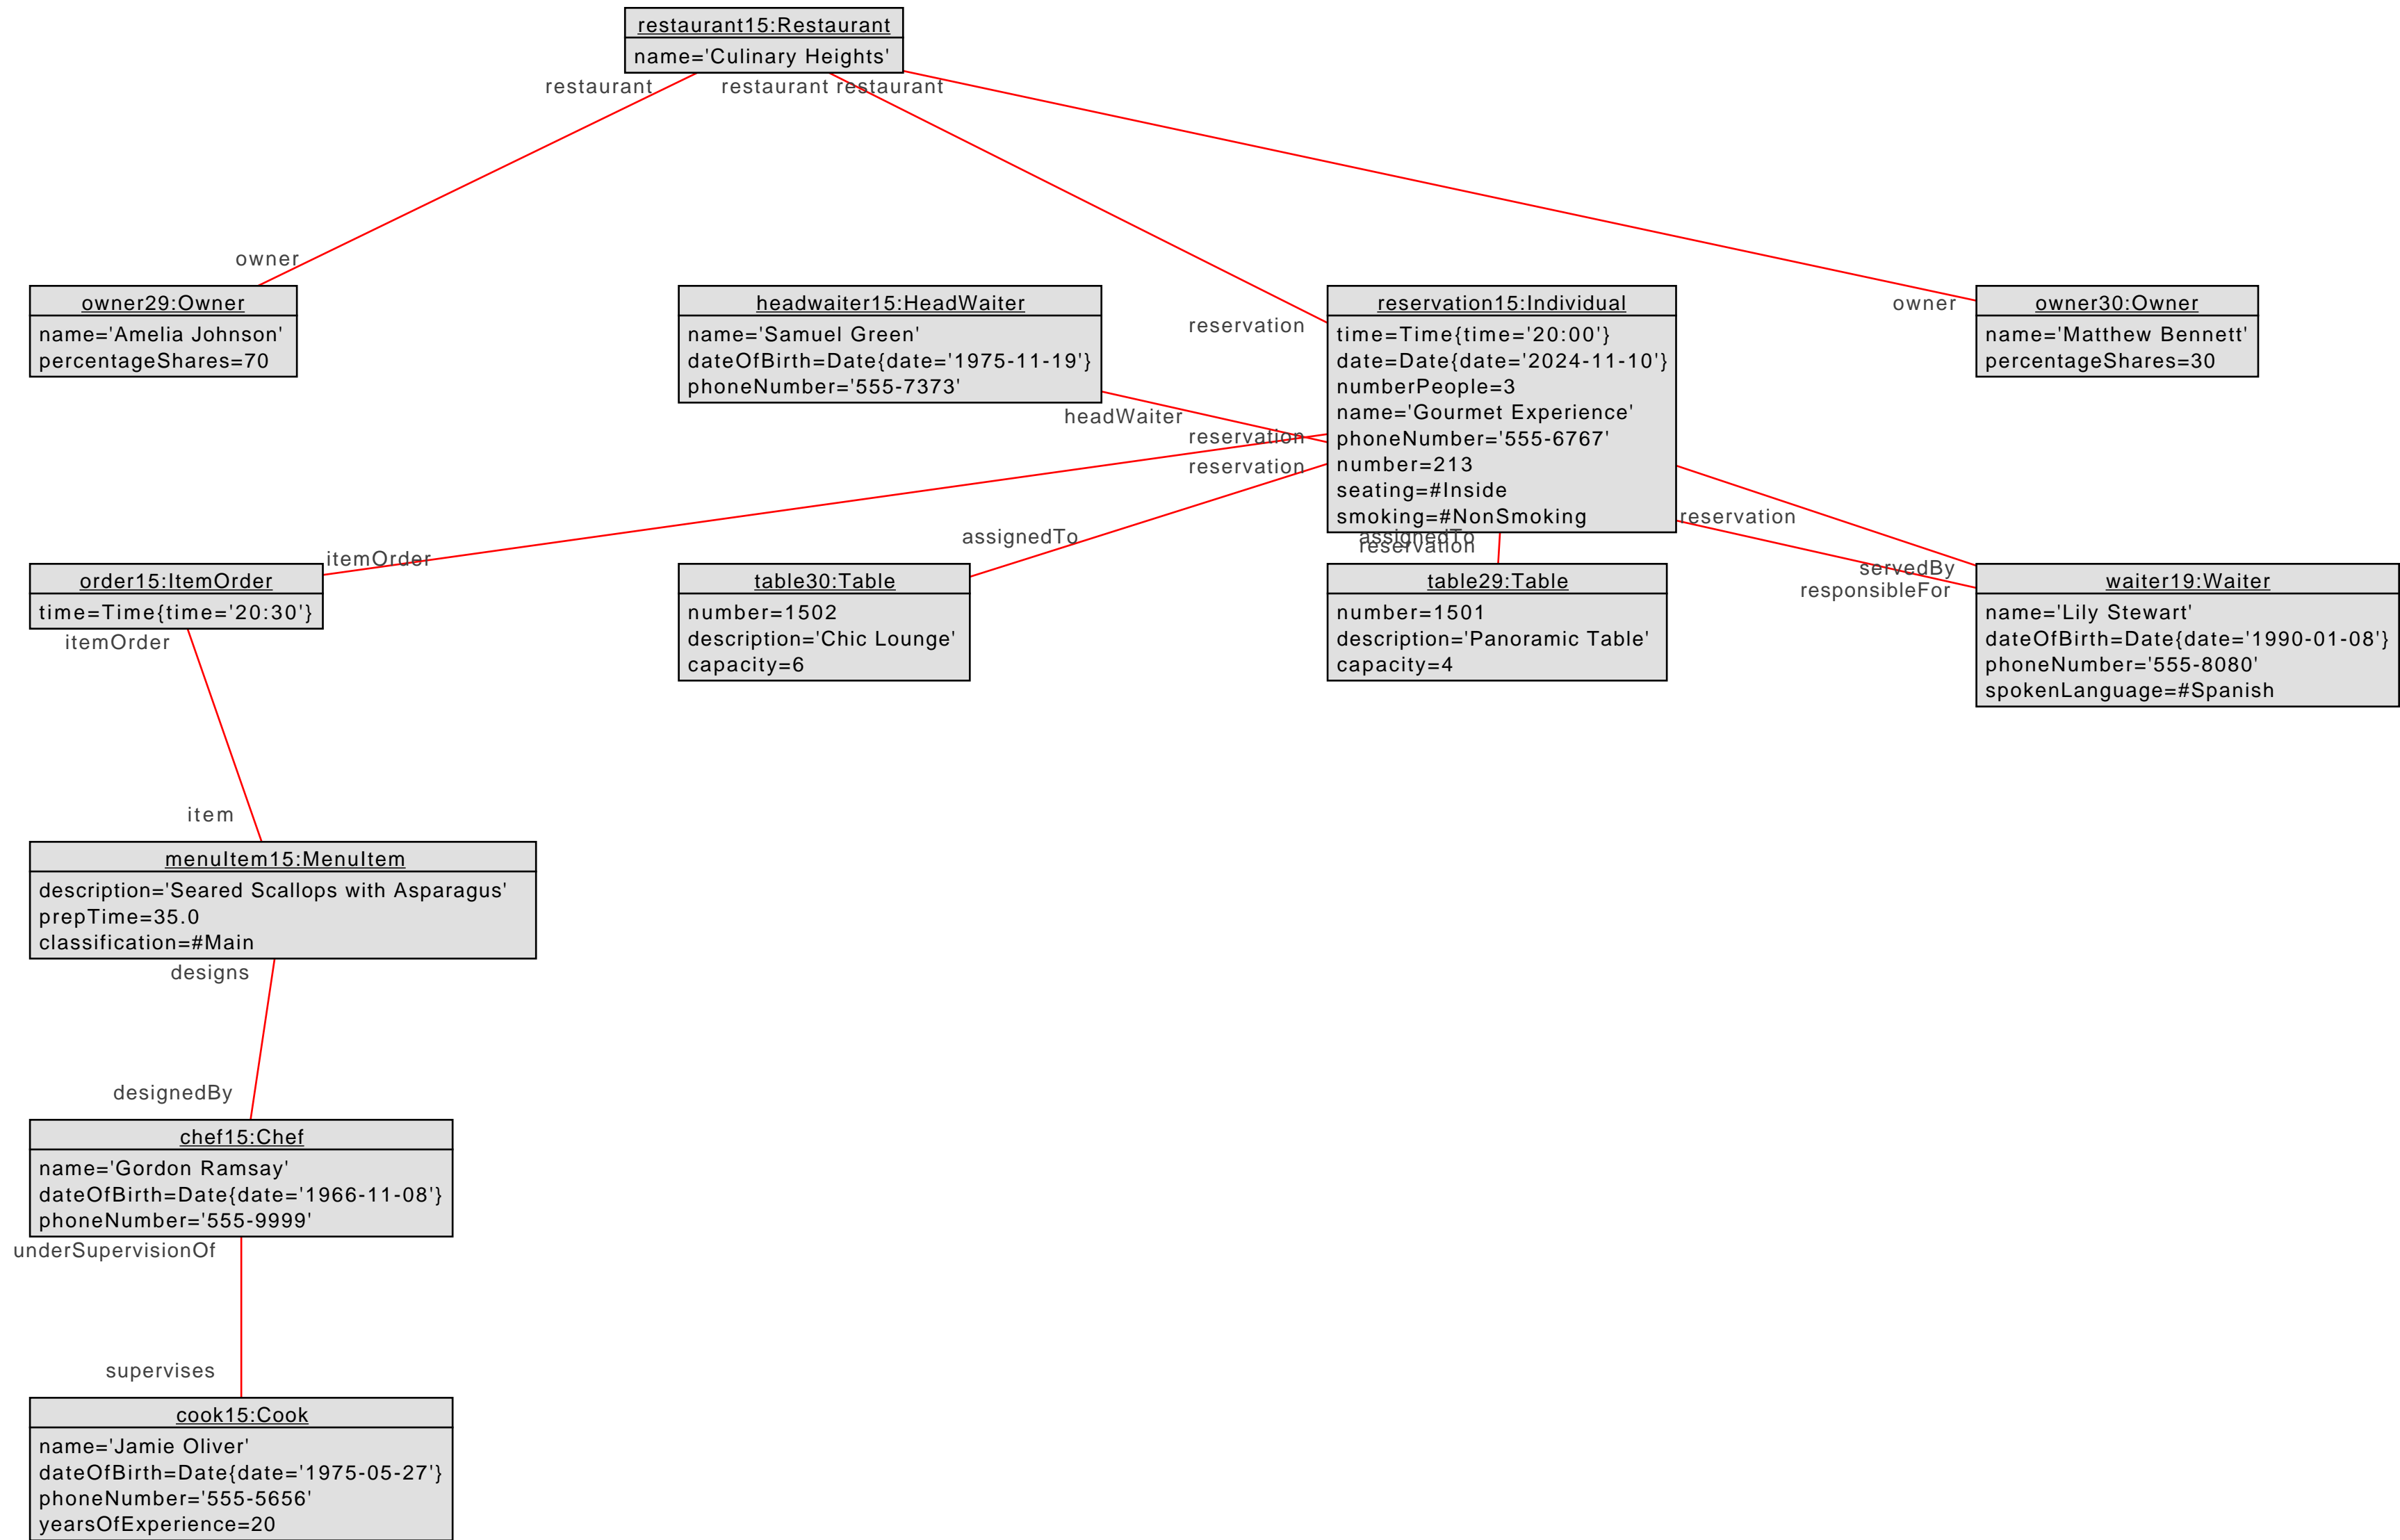 restaurant15:Restaurant
name='Culinary Heights'
restaurant
restaurant
restaurant
owner
reservation
owner
owner29:Owner
name='Amelia Johnson'
percentageShares=70
headwaiter15:HeadWaiter
name='Samuel Green'
dateOfBirth=Date{date='1975-11-19'}
phoneNumber='555-7373'
reservation15:Individual
time=Time{time='20:00'}
date=Date{date='2024-11-10'}
numberPeople=3
name='Gourmet Experience'
phoneNumber='555-6767'
number=213
seating=#Inside
smoking=#NonSmoking
owner30:Owner
name='Matthew Bennett'
percentageShares=30
headWaiter
reservation
reservation
reservation
assignedTo
assignedTo
reservation
itemOrder
servedBy
responsibleFor
order15:ItemOrder
time=Time{time='20:30'}
table30:Table
number=1502
description='Chic Lounge'
capacity=6
table29:Table
number=1501
description='Panoramic Table'
capacity=4
waiter19:Waiter
name='Lily Stewart'
dateOfBirth=Date{date='1990-01-08'}
phoneNumber='555-8080'
spokenLanguage=#Spanish
itemOrder
item
menuItem15:MenuItem
description='Seared Scallops with Asparagus'
prepTime=35.0
classification=#Main
designs
designedBy
chef15:Chef
name='Gordon Ramsay'
dateOfBirth=Date{date='1966-11-08'}
phoneNumber='555-9999'
underSupervisionOf
supervises
cook15:Cook
name='Jamie Oliver'
dateOfBirth=Date{date='1975-05-27'}
phoneNumber='555-5656'
yearsOfExperience=20